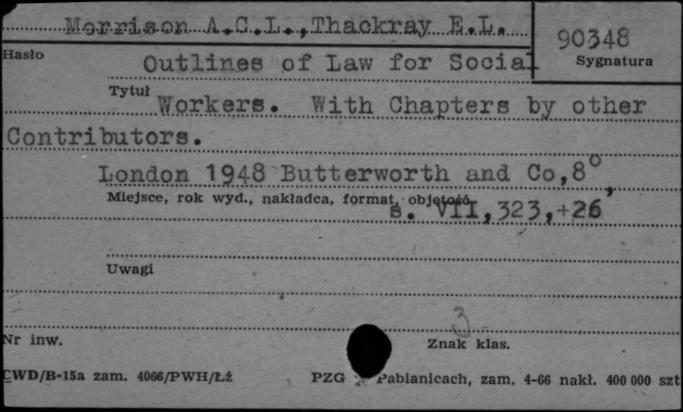 Morrison A.C.L.,Thackray E.L.
90348
Hasło
Sygnatura
Outlines of Law for Social
Tytuł
Workers. With Chapters by other
Contributors.
London 1948 Butterworth and Co,8°,
Miejsce, rok wyd., nakładca, format, objętość
s. VII,323,+26
Uwagi
3
Nr inw.
Znak klas.
CWD/B-15a zam. 4066/PWH/Łź
PZG Pabianicach, zam. 4-66 nakł. 400 000 szt